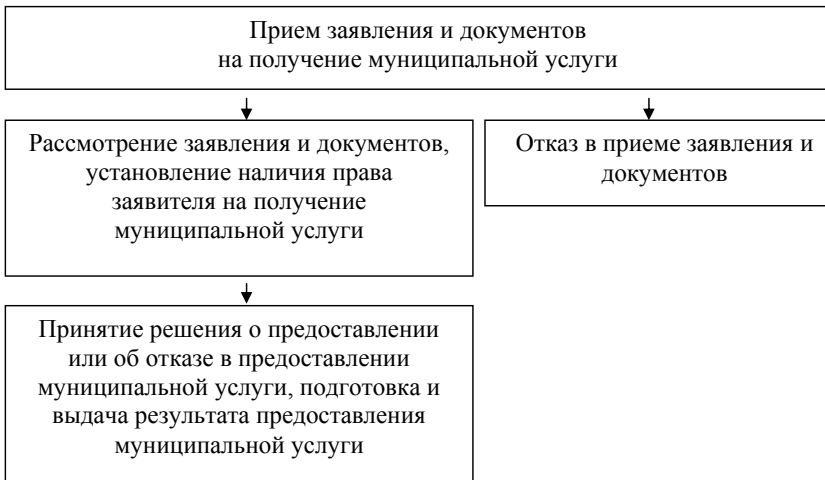 Прием заявления и документов
на получение муниципальной услуги
Рассмотрение заявления и документов,
установление наличия права
заявителя на получение
муниципальной услуги
Отказ в приеме заявления и
документов
Принятие решения о предоставлении
или об отказе в предоставлении
муниципальной услуги, подготовка и
выдача результата предоставления
муниципальной услуги